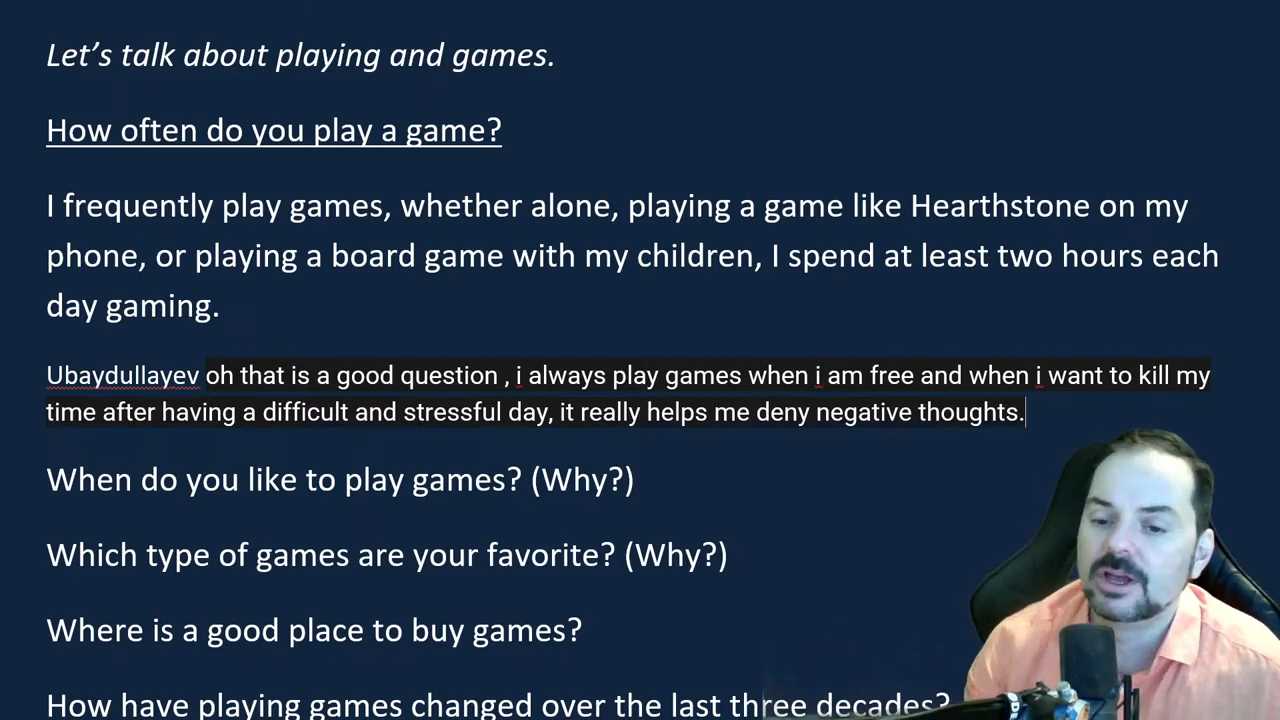 Let’s talk about playing and games.
How often do you play a game?
I frequently play games, whether alone, playing a game like Hearthstone on my
phone, or playing a board game with my children, I spend at least two hours each
day gaming.
Ubaydullayev oh that is a good question , i always play games when i am free and when i want to kill my
time after having a difficult and stressful day, it really helps me deny negative thoughts.
When do you like to play games? (Why?)
Which type of games are your favorite? (Why?)
Where is a good place to buy games?
How have playing games changed over the last three decades?